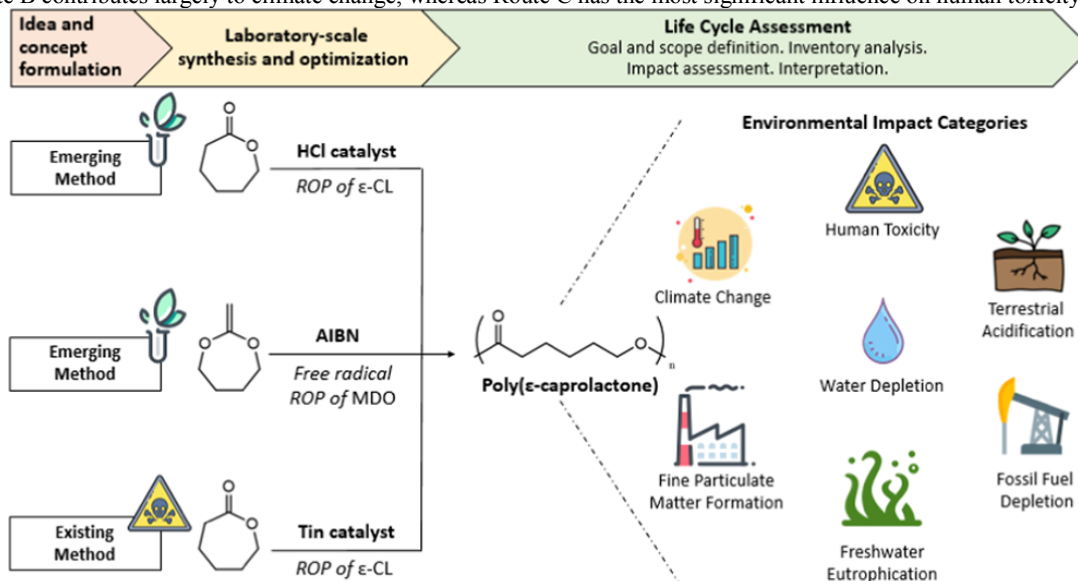 e B contributes largely to climate change, whereas Route C has the most significant influence on human toxicity
Idea and
concept
formulation
Laboratory-scale
synthesis and optimization
Life Cycle Assessment
Goal and scope definition. Inventory analysis.
Impact assessment. Interpretation.
Environmental Impact Categories
Emerging
Method
O
O
HCl catalyst
ROP of ε-CL
Human Toxicity
Climate Change
Terrestrial
Acidification
Emerging
Method
O
O
AIBN
Free radical
ROP of MDO
O
O
n
Poly(ε-caprolactone)
Water Depletion
Fine Particulate
Matter Formation
Fossil Fuel
Depletion
Existing
Method
O
O
Tin catalyst
ROP of ε-CL
Freshwater
Eutrophication